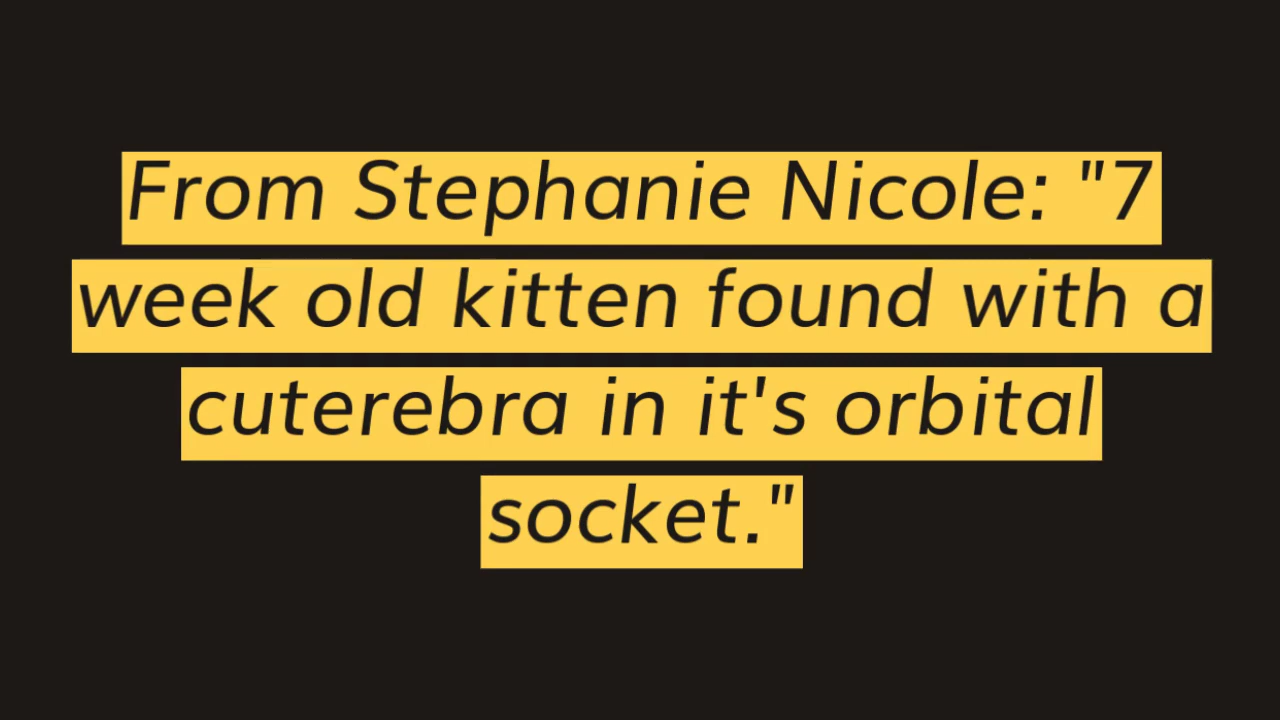 From Stephanie Nicole: "7
week old kitten found with a
cuterebra in it's orbital
socket."